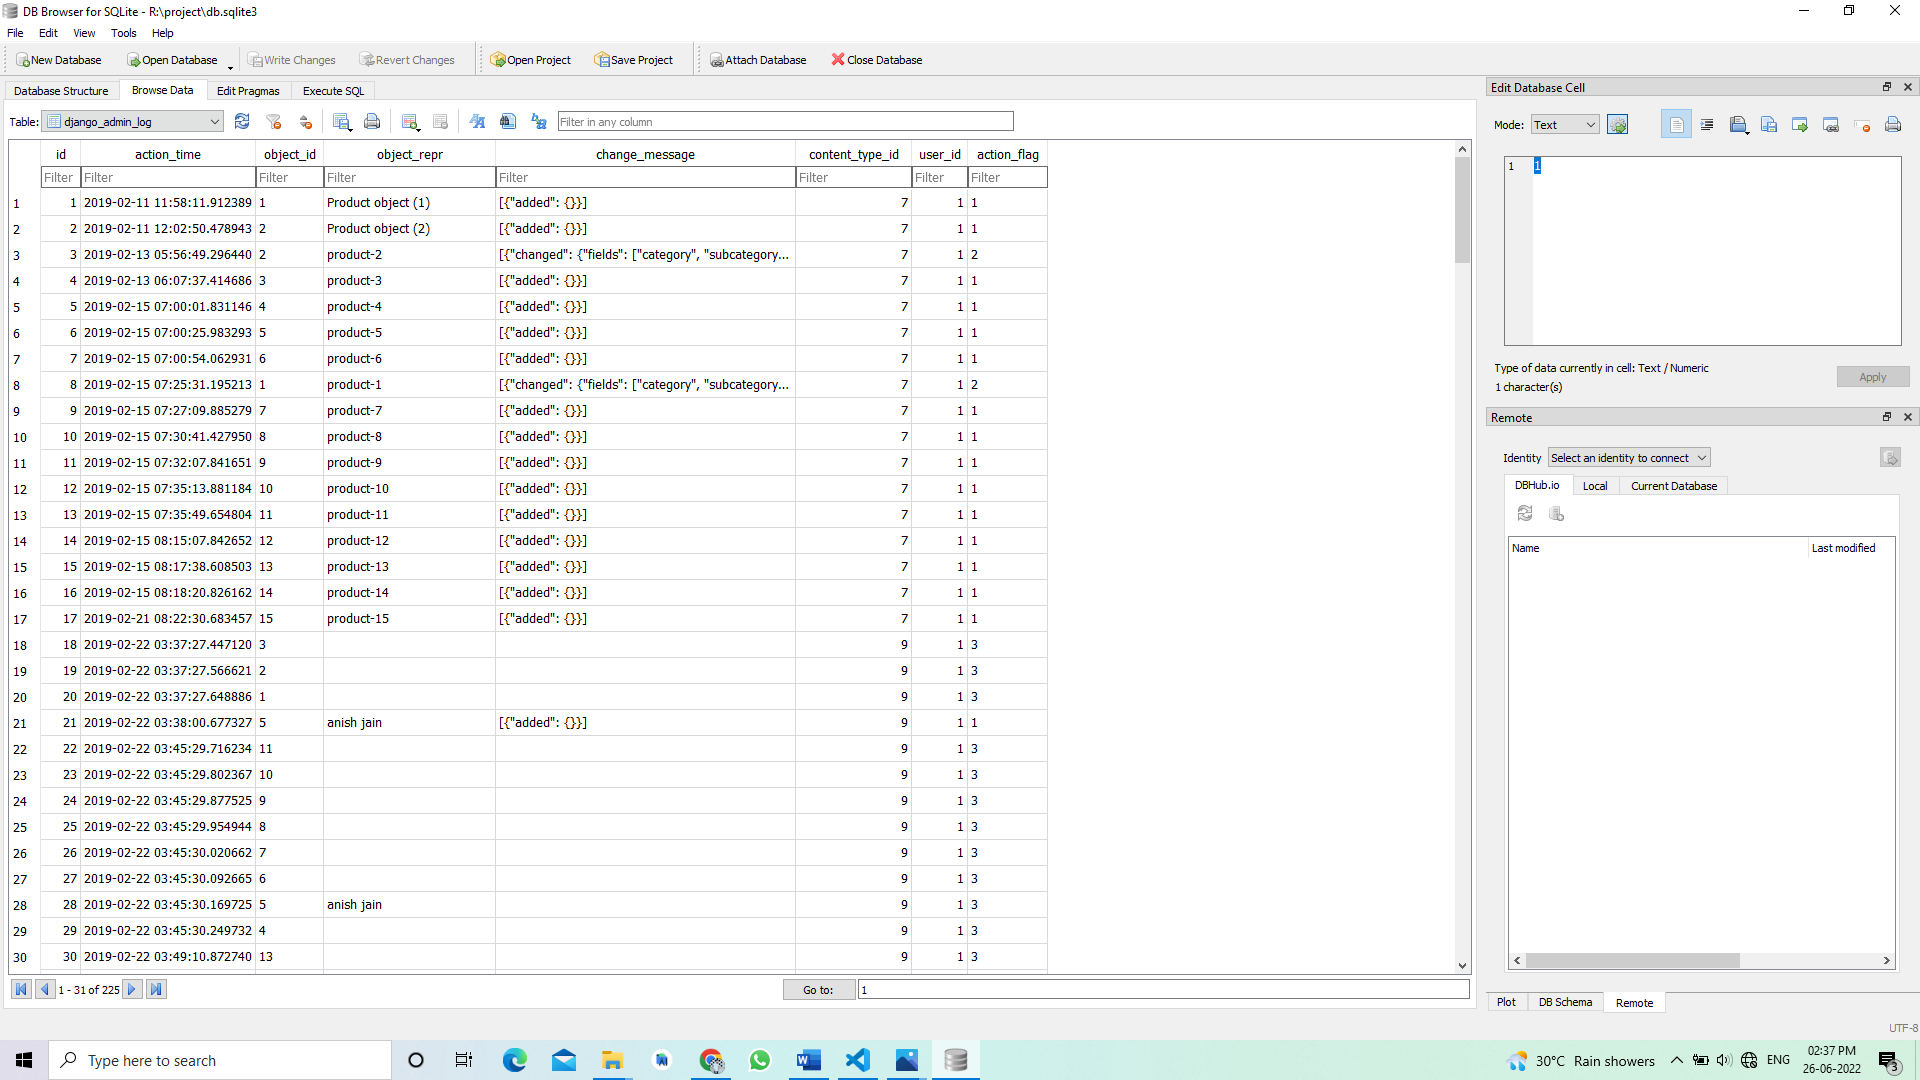 DB Browser for SQLite - R:\project\db.sqlite3
File Edit View Tools Help
New Database Open Database Write Changes Revert Changes Open Project Save Project Attach Database Close Database
Database Structure Browse Data Edit Pragmas Execute SQL
Table: django_admin_log Filter in any column
id action_time object_id object_repr change_message content_type_id user_id action_flag
Filter Filter Filter Filter Filter Filter Filter Filter
1 1 2019-02-11 11:58:11.912389 1 Product object (1) [{"added": {}}] 7 1 1
2 2 2019-02-11 12:02:50.478943 2 Product object (2) [{"added": {}}] 7 1 1
3 3 2019-02-13 05:56:49.296440 2 product-2 [{"changed": {"fields": ["category", "subcategory... 7 1 2
4 4 2019-02-13 06:07:37.414686 3 product-3 [{"added": {}}] 7 1 1
5 5 2019-02-15 07:00:01.831146 4 product-4 [{"added": {}}] 7 1 1
6 6 2019-02-15 07:00:25.983293 5 product-5 [{"added": {}}] 7 1 1
7 7 2019-02-15 07:00:54.062931 6 product-6 [{"added": {}}] 7 1 1
8 8 2019-02-15 07:25:31.195213 1 product-1 [{"changed": {"fields": ["category", "subcategory... 7 1 2
9 9 2019-02-15 07:27:09.885279 7 product-7 [{"added": {}}] 7 1 1
10 10 2019-02-15 07:30:41.427950 8 product-8 [{"added": {}}] 7 1 1
11 11 2019-02-15 07:32:07.841651 9 product-9 [{"added": {}}] 7 1 1
12 12 2019-02-15 07:35:13.881184 10 product-10 [{"added": {}}] 7 1 1
13 13 2019-02-15 07:35:49.654804 11 product-11 [{"added": {}}] 7 1 1
14 14 2019-02-15 08:15:07.842652 12 product-12 [{"added": {}}] 7 1 1
15 15 2019-02-15 08:17:38.608503 13 product-13 [{"added": {}}] 7 1 1
16 16 2019-02-15 08:18:20.826162 14 product-14 [{"added": {}}] 7 1 1
17 17 2019-02-21 08:22:30.683457 15 product-15 [{"added": {}}] 7 1 1
18 18 2019-02-22 03:37:27.447120 3 9 1 3
19 19 2019-02-22 03:37:27.566621 2 9 1 3
20 20 2019-02-22 03:37:27.648886 1 9 1 3
21 21 2019-02-22 03:38:00.677327 5 anish jain [{"added": {}}] 9 1 1
22 22 2019-02-22 03:45:29.716234 11 9 1 3
23 23 2019-02-22 03:45:29.802367 10 9 1 3
24 24 2019-02-22 03:45:29.877525 9 9 1 3
25 25 2019-02-22 03:45:29.954944 8 9 1 3
26 26 2019-02-22 03:45:30.020662 7 9 1 3
27 27 2019-02-22 03:45:30.092665 6 9 1 3
28 28 2019-02-22 03:45:30.169725 5 anish jain 9 1 3
29 29 2019-02-22 03:45:30.249732 4 9 1 3
30 30 2019-02-22 03:49:10.872740 13 9 1 3
1 - 31 of 225 Go to: 1
Edit Database Cell
Mode: Text
1 1
Type of data currently in cell: Text / Numeric
1 character(s)
Apply
Remote
Identity Select an identity to connect
DBHub.io Local Current Database
Name Last modified
Plot DB Schema Remote
UTF-8
Type here to search
30°C Rain showers ENG 02:37 PM
26-06-2022 3